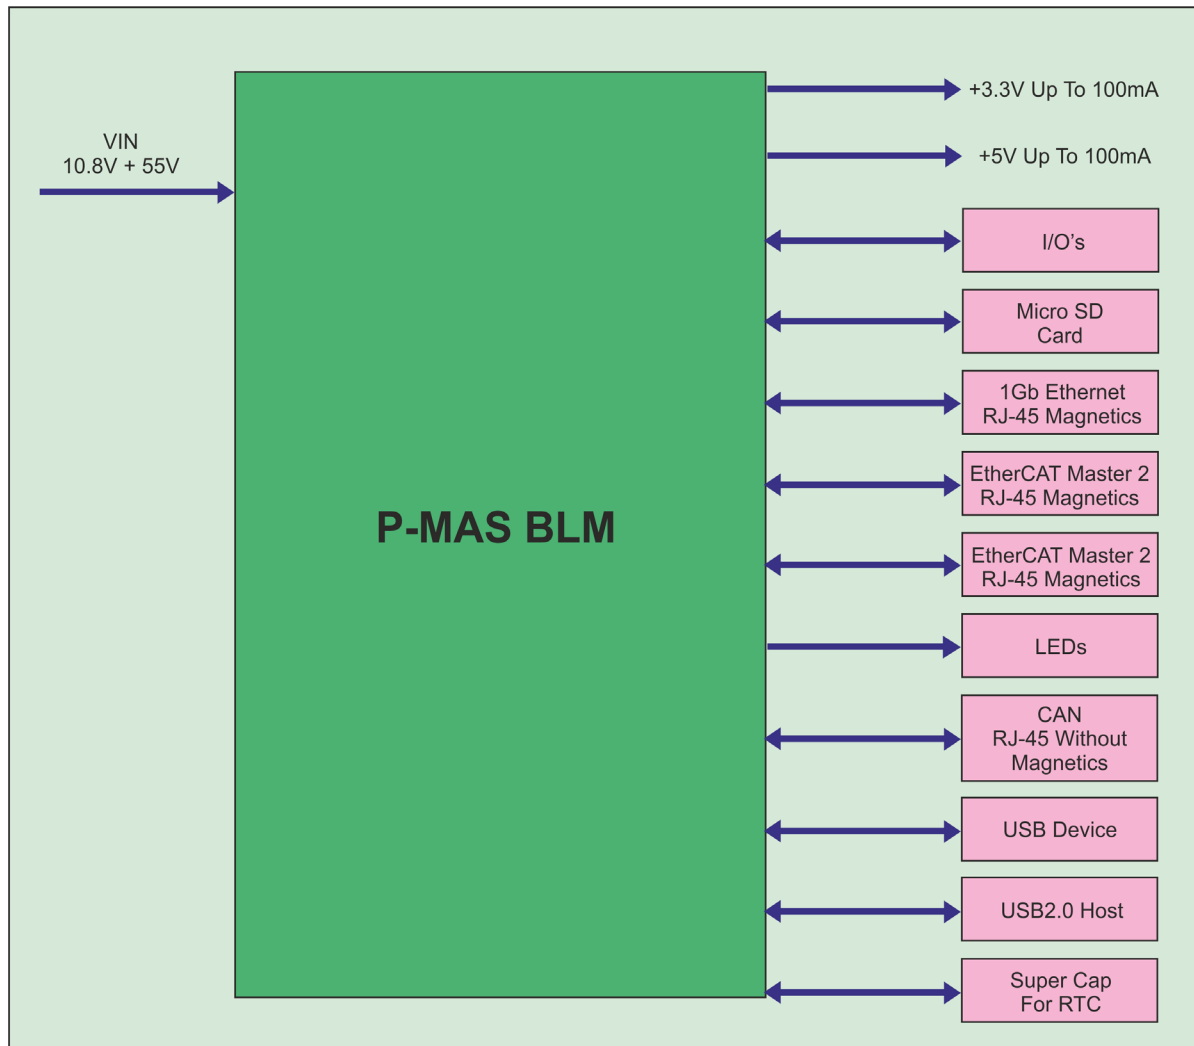 VIN
10.8V + 55V
P-MAS BLM
+3.3V Up To 100mA
+5V Up To 100mA
I/O’s
Micro SD
Card
1Gb Ethernet
RJ-45 Magnetics
EtherCAT Master 2
RJ-45 Magnetics
EtherCAT Master 2
RJ-45 Magnetics
LEDs
CAN
RJ-45 Without
Magnetics
USB Device
USB2.0 Host
Super Cap
For RTC